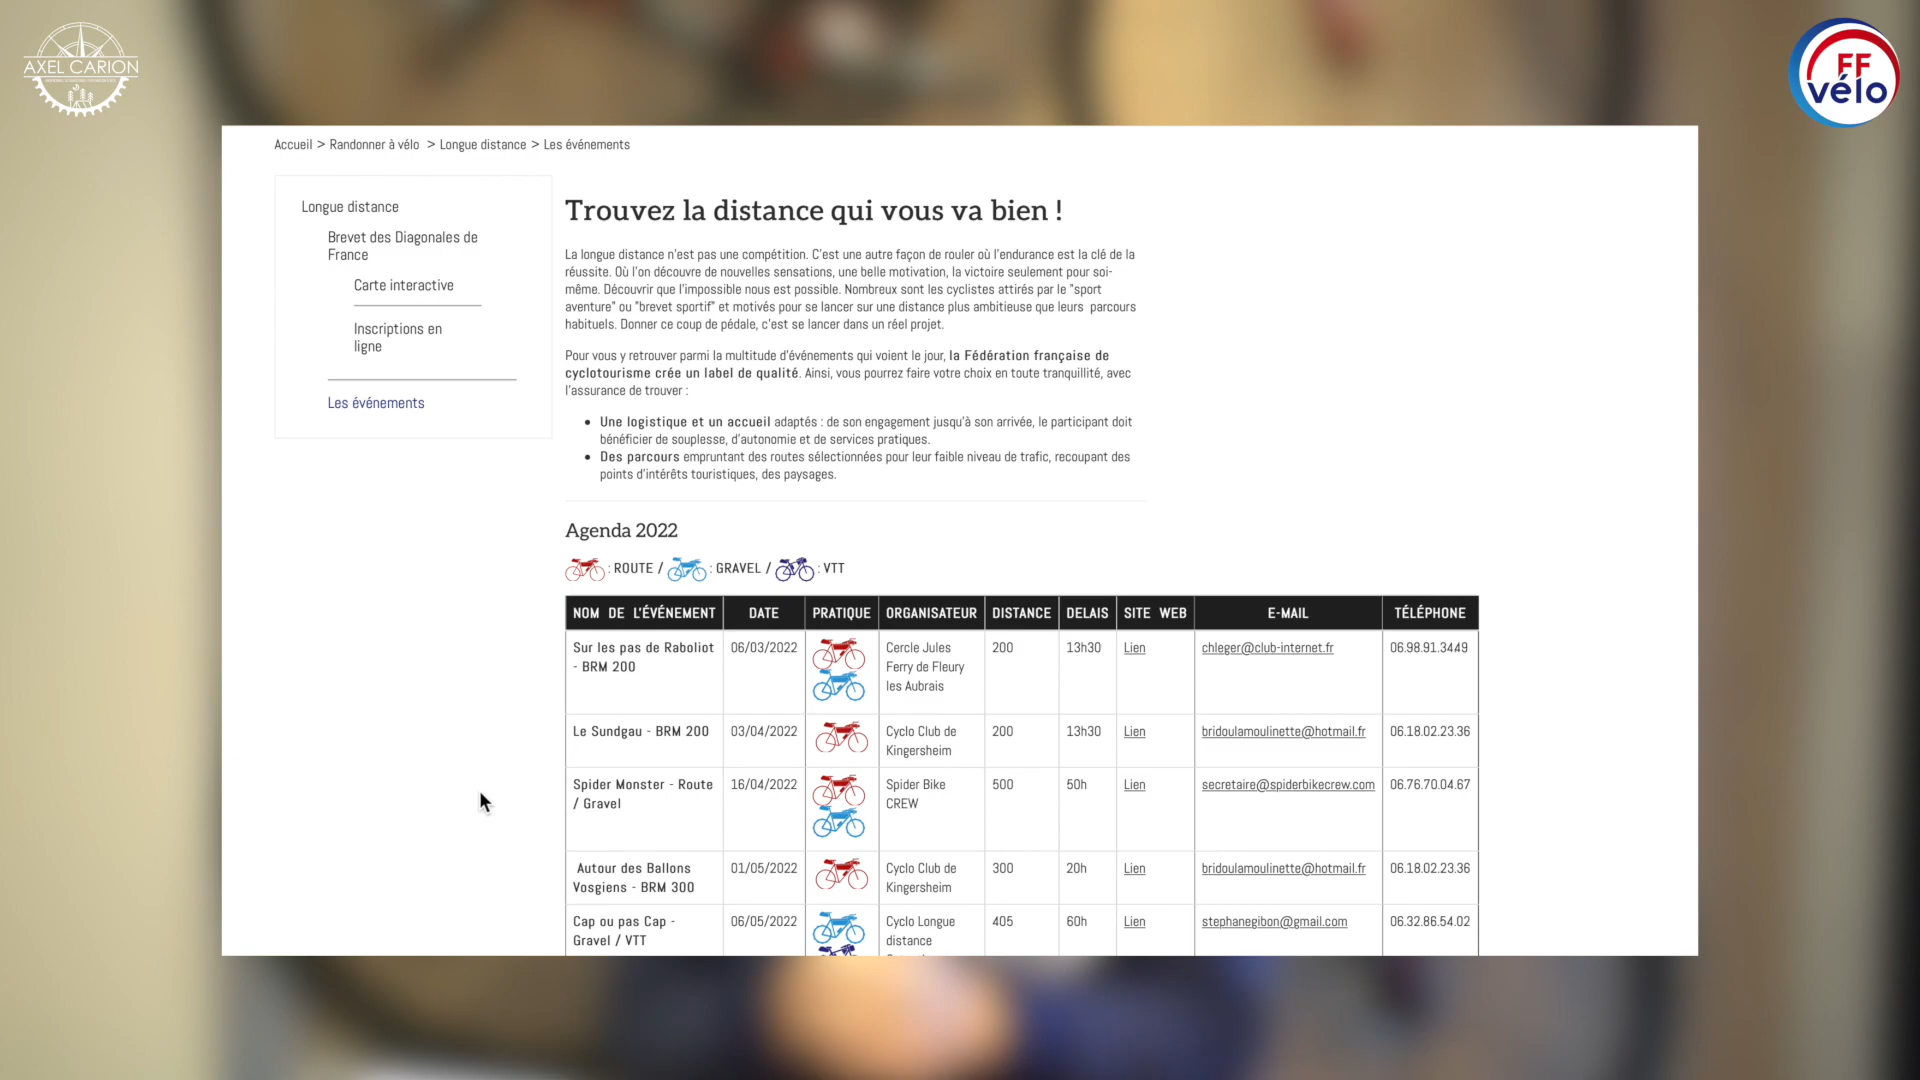 AXEL CARION
FF
vélo
Accueil > Randonner à vélo > Longue distance > Les événements
Longue distance
Brevet des Diagonales de
France
Carte interactive
Inscriptions en
ligne
Les événements
Trouvez la distance qui vous va bien !
La longue distance n'est pas une compétition. C'est une autre façon de rouler où l'endurance est la clé de la
réussite. Où l'on découvre de nouvelles sensations, une belle motivation, la victoire seulement pour soi-
même. Découvrir que l'impossible nous est possible. Nombreux sont les cyclistes attirés par le "sport
aventure" ou "brevet sportif" et motivés pour se lancer sur une distance plus ambitieuse que leurs parcours
habituels. Donner ce coup de pédale, c'est se lancer dans un réel projet.
Pour vous y retrouver parmi la multitude d'événements qui voient le jour, la Fédération française de
cyclotourisme crée un label de qualité. Ainsi, vous pourrez faire votre choix en toute tranquillité, avec
l'assurance de trouver :
• Une logistique et un accueil adaptés : de son engagement jusqu'à son arrivée, le participant doit
bénéficier de souplesse, d'autonomie et de services pratiques.
• Des parcours empruntant des routes sélectionnées pour leur faible niveau de trafic, recoupant des
points d'intérêts touristiques, des paysages.
Agenda 2022
: ROUTE / : GRAVEL / : VTT
NOM DE L'ÉVÉNEMENT DATE PRATIQUE ORGANISATEUR DISTANCE DELAIS SITE WEB E-MAIL TÉLÉPHONE
Sur les pas de Raboliot 06/03/2022 Cercle Jules 200 13h30 Lien chleger@club-internet.fr 06.98.91.3449
- BRM 200 Ferry de Fleury
les Aubrais
Le Sundgau - BRM 200 03/04/2022 Cyclo Club de 200 13h30 Lien bridoulamoulinette@hotmail.fr 06.18.02.23.36
Kingersheim
Spider Monster - Route 16/04/2022 Spider Bike 500 50h Lien secretaire@spiderbikecrew.com 06.76.70.04.67
/ Gravel CREW
Autour des Ballons 01/05/2022 Cyclo Club de 300 20h Lien bridoulamoulinette@hotmail.fr 06.18.02.23.36
Vosgiens - BRM 300 Kingersheim
Cap ou pas Cap - 06/05/2022 Cyclo Longue 405 60h Lien stephanegibon@gmail.com 06.32.86.54.02
Gravel / VTT distance